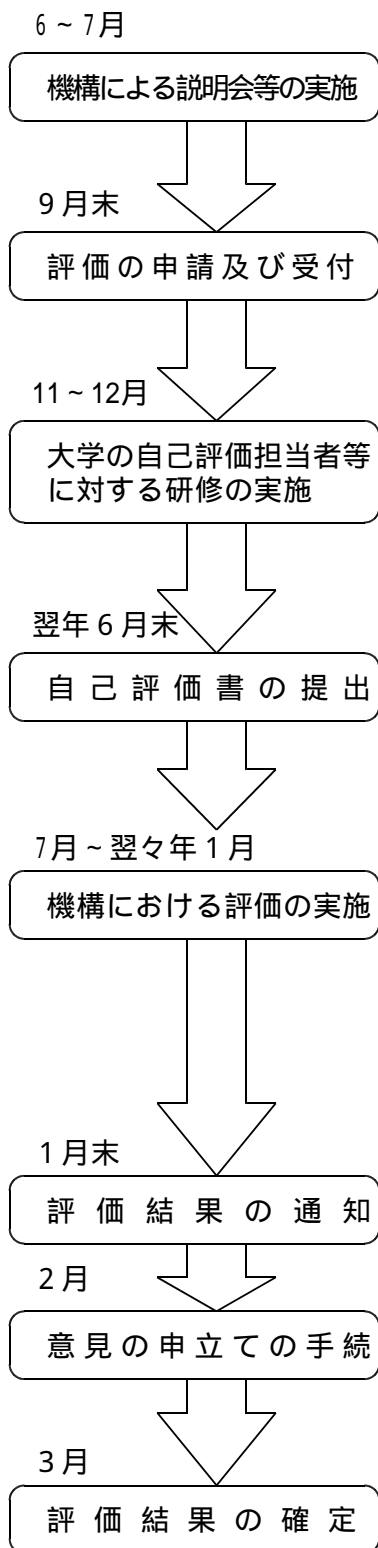 6~7月
機構による説明会等の実施
9月末
評価の申請及び受付
11~12月
大学の自己評価担当者等
に対する研修の実施
翌年6月末
自己評価書の提出
7月~翌々年1月
機構における評価の実施
1月末
評価結果の通知
2月
意見の申立ての手続
3月
評価結果の確定